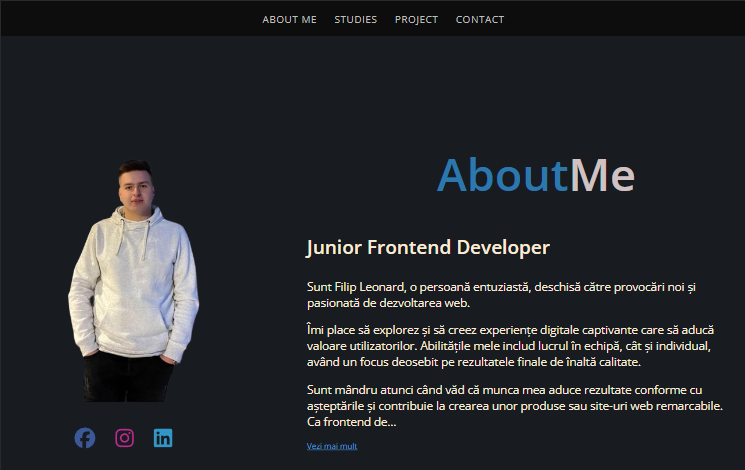 ABOUT ME STUDIES PROJECT CONTACT
AboutMe
Junior Frontend Developer
Sunt Filip Leonard, o persoană entuziastă, deschisă către provocări noi și
pasionată de dezvoltarea web.
Îmi place să explorez și să creez experiențe digitale captivante care să aducă
valoare utilizatorilor. Abilitățile mele includ lucrul în echipă, cât și individual,
având un focus deosebit pe rezultatele finale de înaltă calitate.
Sunt mândru atunci când văd că munca mea aduce rezultate conforme cu
așteptările și contribuie la crearea unor produse sau site-uri web remarcabile.
Ca frontend de...
Vezi mai mult